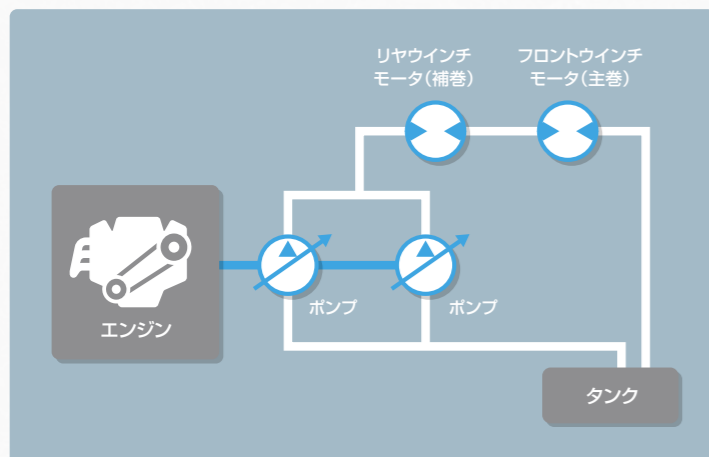 リヤウインチ
モータ(補巻)
フロントウインチ
モータ(主巻)
エンジン
ポンプ
ポンプ
タンク